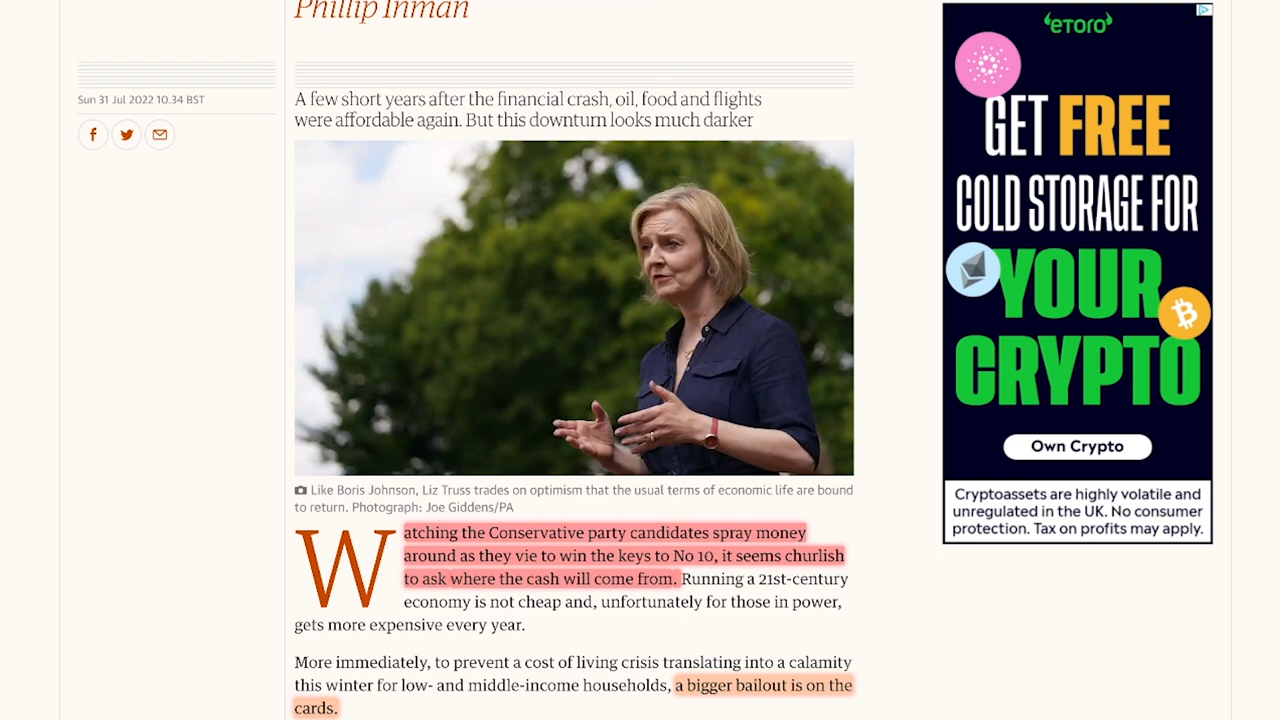 Phillip Inman
Sun 31 Jul 2022 10.34 BST
A few short years after the financial crash, oil, food and flights
were affordable again. But this downturn looks much darker
Like Boris Johnson, Liz Truss trades on optimism that the usual terms of economic life are bound
to return. Photograph: Joe Giddens/PA
Watching the Conservative party candidates spray money
around as they vie to win the keys to No 10, it seems churlish
to ask where the cash will come from. Running a 21st-century
economy is not cheap and, unfortunately for those in power,
gets more expensive every year.
More immediately, to prevent a cost of living crisis translating into a calamity
this winter for low- and middle-income households, a bigger bailout is on the
cards.
eToro
GET FREE
COLD STORAGE FOR
YOUR
CRYPTO
Own Crypto
Cryptoassets are highly volatile and
unregulated in the UK. No consumer
protection. Tax on profits may apply.